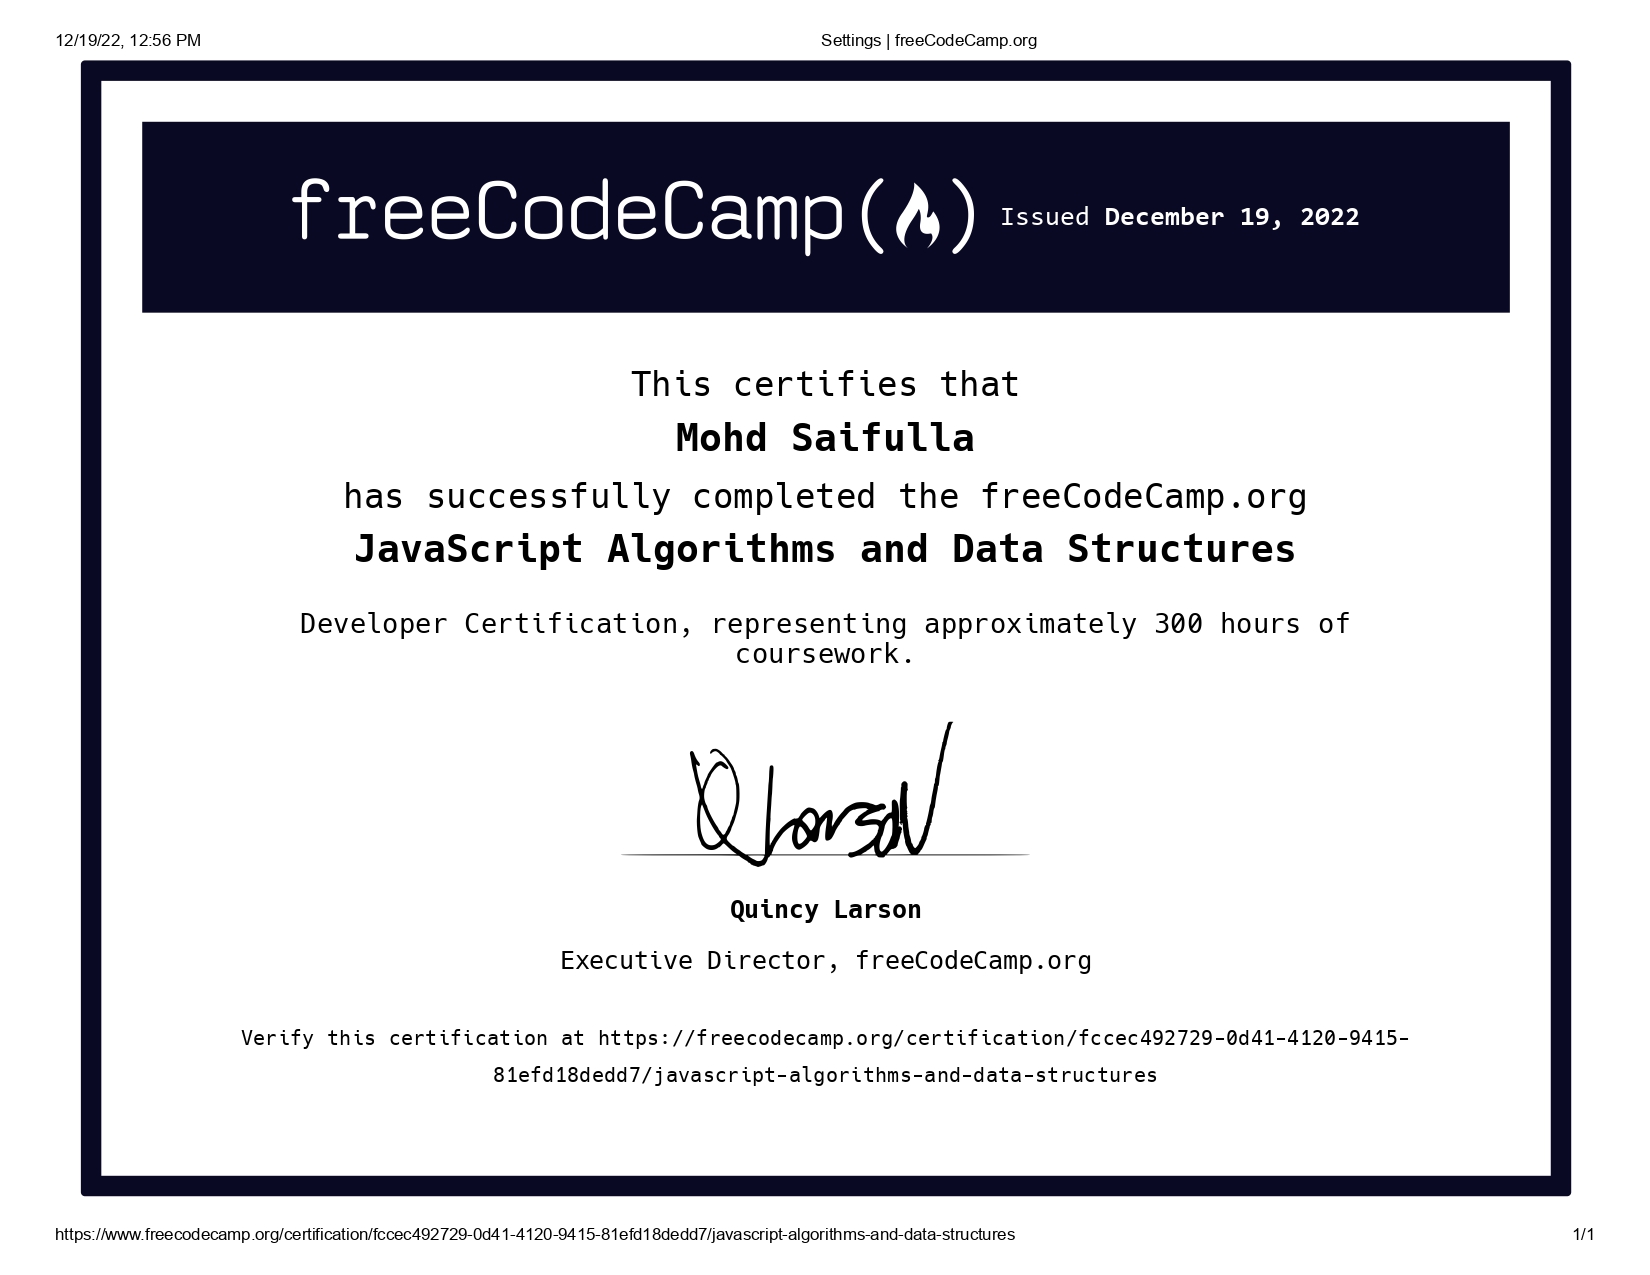 12/19/22, 12:56 PM Settings | freeCodeCamp.org
freeCodeCamp Issued December 19, 2022
This certifies that
Mohd Saifulla
has successfully completed the freeCodeCamp.org
JavaScript Algorithms and Data Structures
Developer Certification, representing approximately 300 hours of
coursework.
Quincy Larson
Executive Director, freeCodeCamp.org
Verify this certification at https://freecodecamp.org/certification/fccec492729-0d41-4120-9415-
81efd18dedd7/javascript-algorithms-and-data-structures
https://www.freecodecamp.org/certification/fccec492729-0d41-4120-9415-81efd18dedd7/javascript-algorithms-and-data-structures 1/1